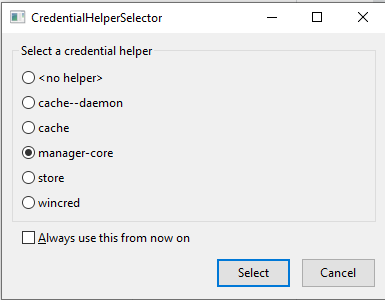 CredentialHelperSelector
Select a credential helper
<no helper>
cache--daemon
cache
manager-core
store
wincred
Always use this from now on
Select Cancel